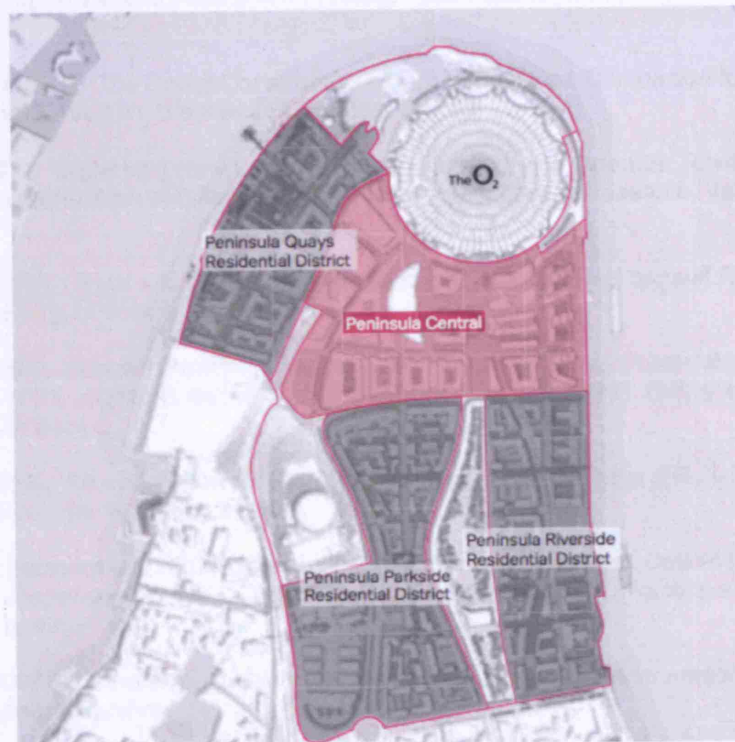 The O₂
Peninsula Quays
Residential District
Peninsula Central
Peninsula Riverside
Residential District
Peninsula Parkside
Residential District